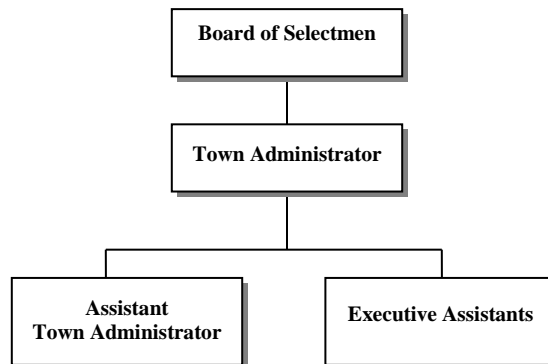 Board of Selectmen
Town Administrator
Assistant
Town Administrator
Executive Assistants